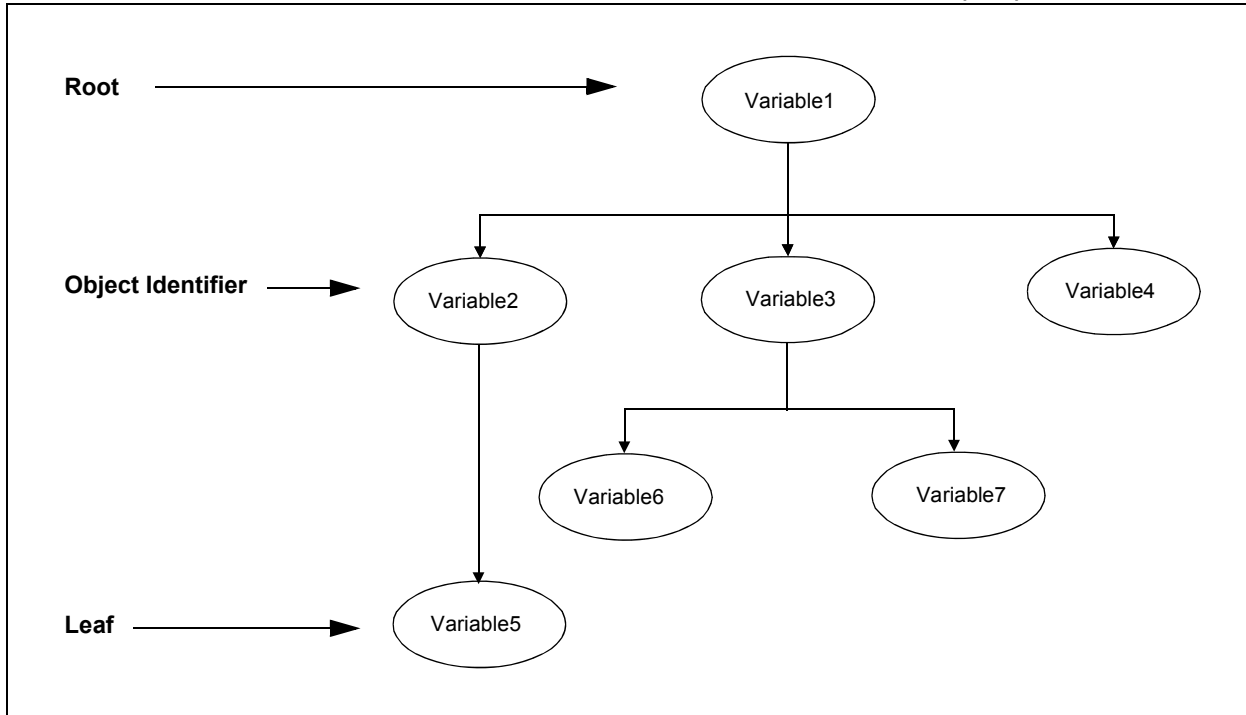 Root
Variable1
Object Identifier
Variable2
Variable3
Variable4
Variable6
Variable7
Leaf
Variable5